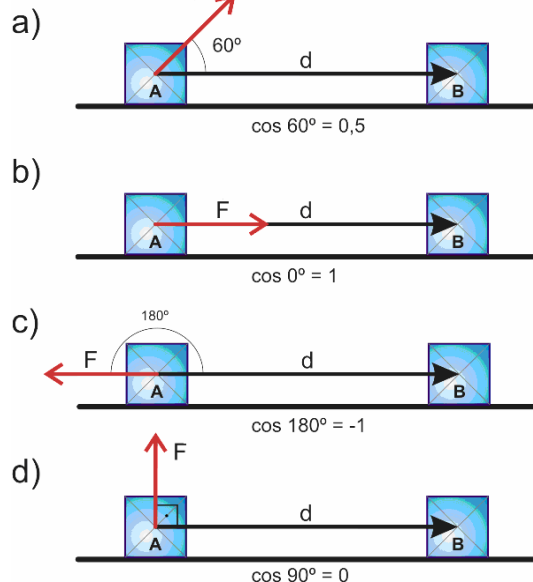 a)
60º
d
A
B
cos 60º = 0,5
b)
F
d
A
B
cos 0º = 1
c)
180º
F
d
A
B
cos 180º = -1
d)
F
d
A
B
cos 90º = 0